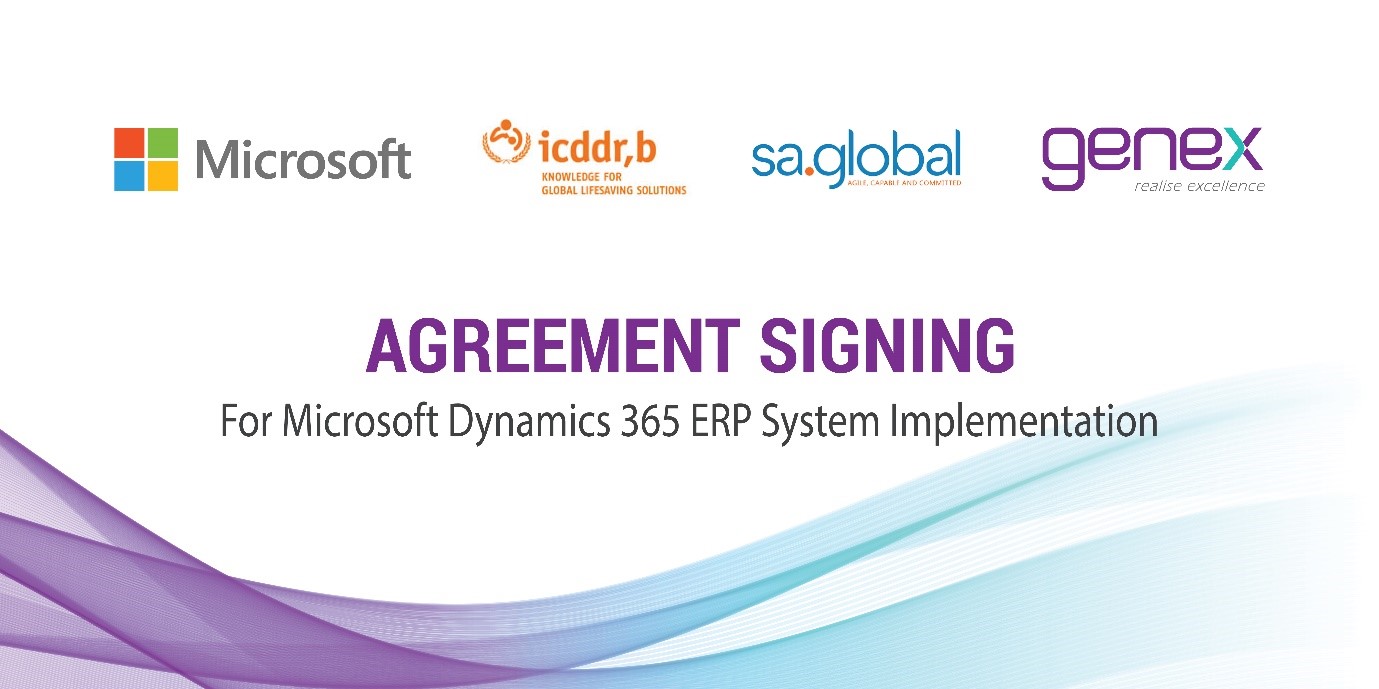 Microsoft
icddr,b
KNOWLEDGE FOR
GLOBAL LIFESAVING SOLUTIONS
sa.global
AGILE, CAPABLE AND COMMITTED
genex
realise excellence
AGREEMENT SIGNING
For Microsoft Dynamics 365 ERP System Implementation